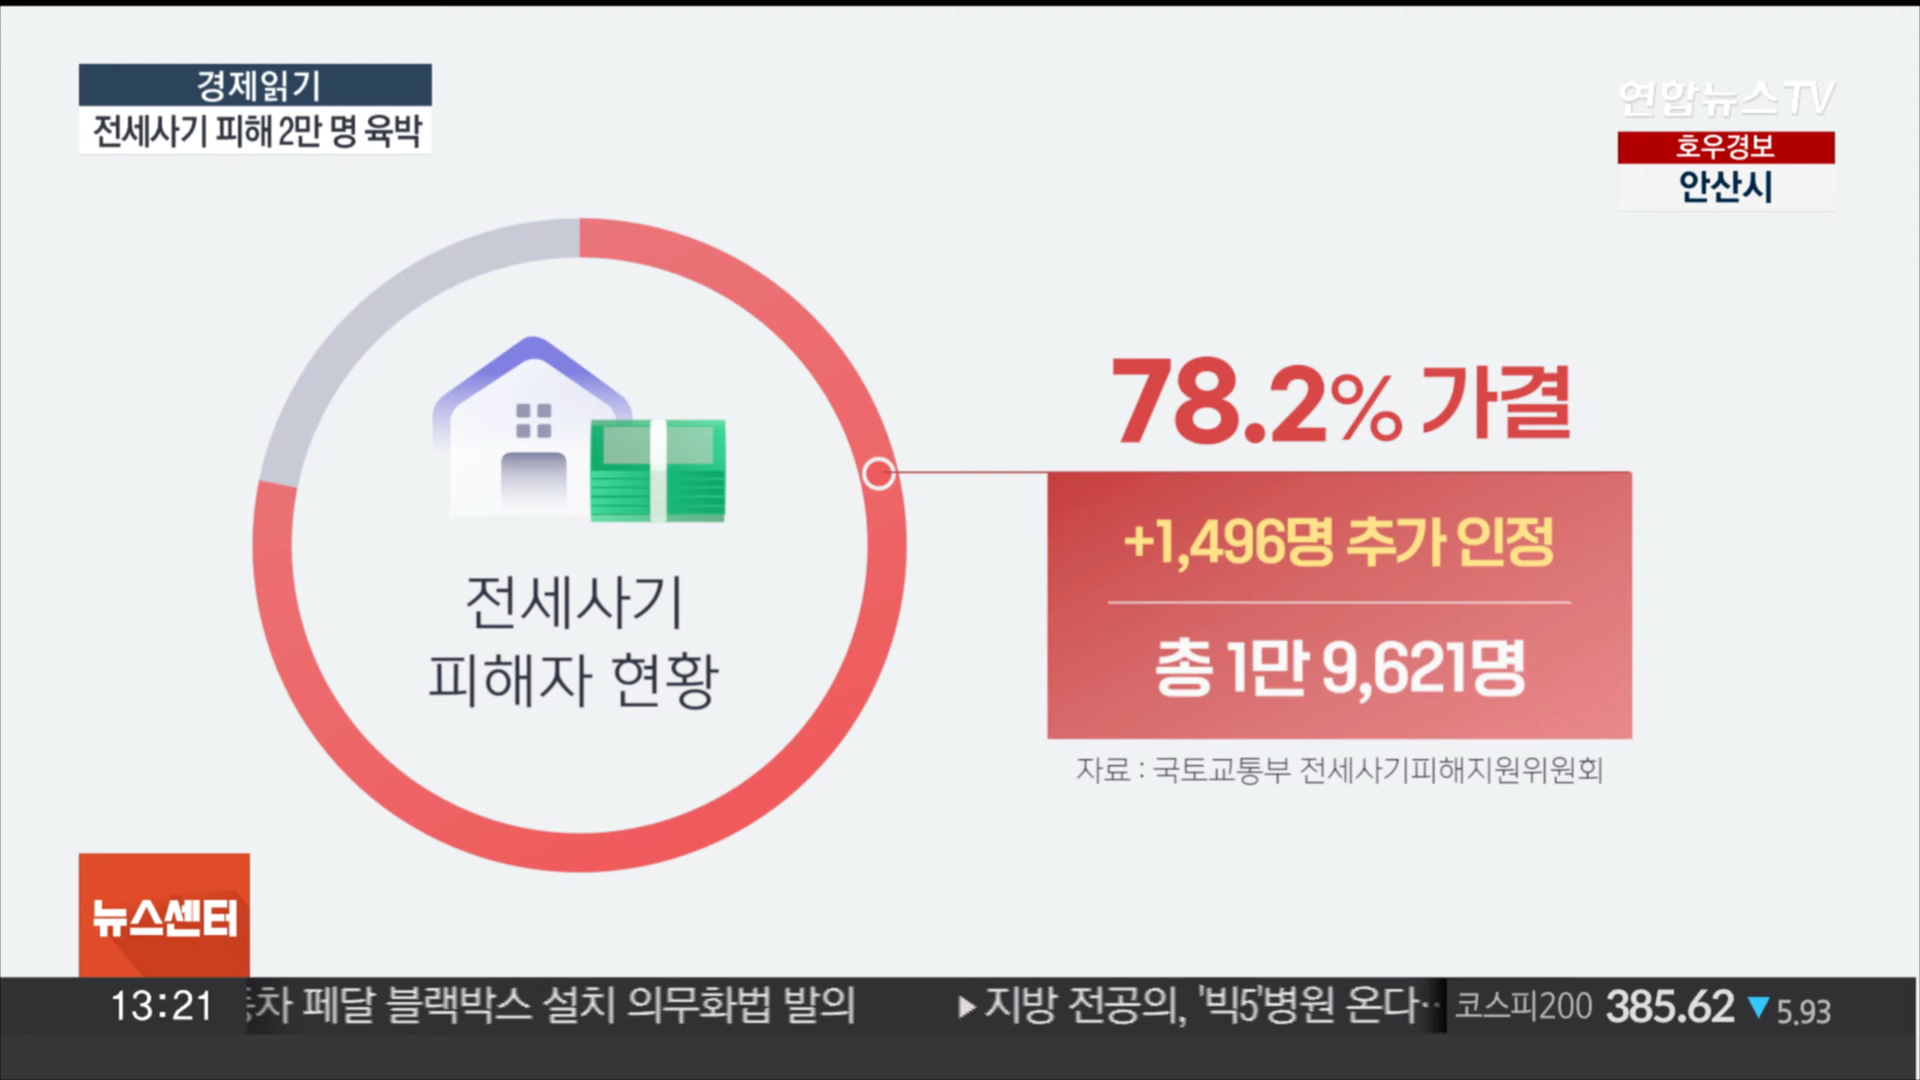 경제읽기
전세사기 피해 2만 명 육박
연합뉴스TV
호우경보
안산시
전세사기
피해자 현황
78.2% 가결
+1,496명 추가 인정
총 1만 9,621명
자료 : 국토교통부 전세사기피해지원위원회
뉴스센터
13:21 차 페달 블랙박스 설치 의무화법 발의 ▶지방 전공의, '빅5'병원 온다‥ 코스피200 385.62 ▼5.93